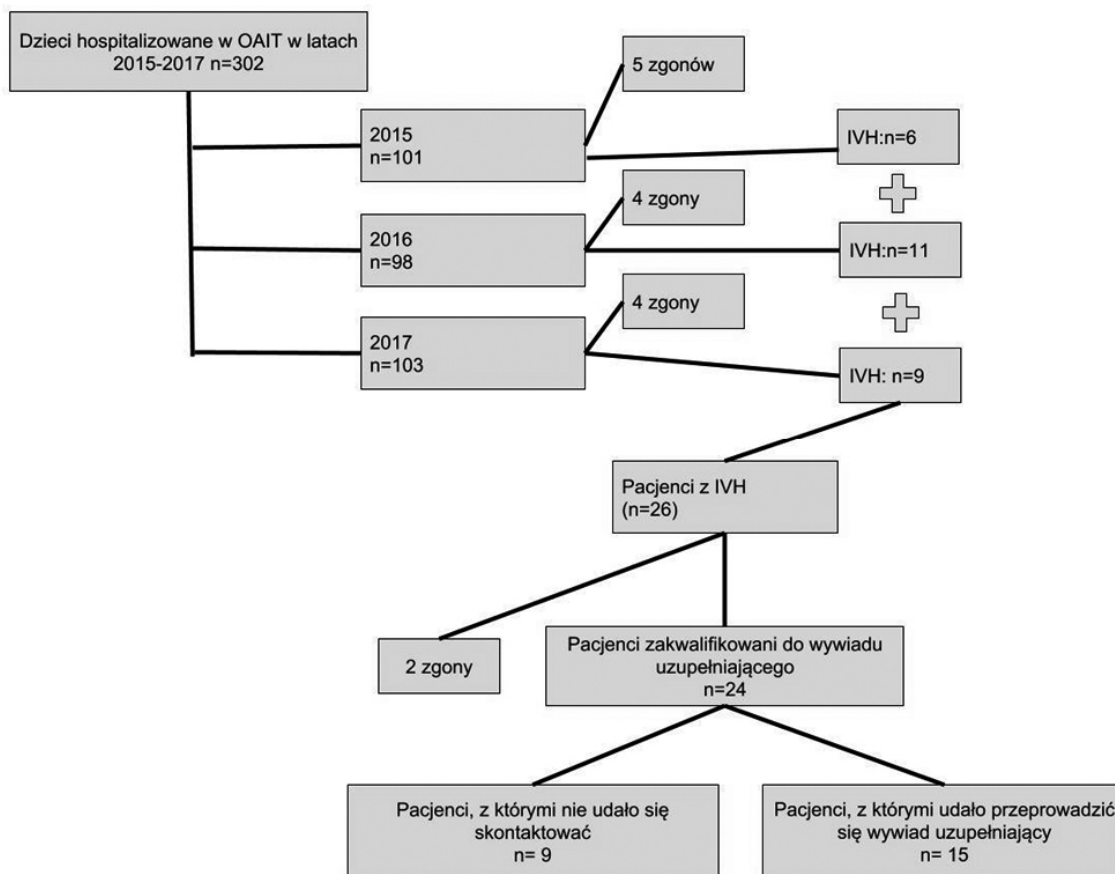 Dzieci hospitalizowane w OAIT w latach
2015-2017 n=302
5 zgonów
2015
n=101
IVH:n=6
4 zgony
2016
n=98
IVH:n=11
4 zgony
2017
n=103
IVH: n=9
Pacjenci z IVH
(n=26)
2 zgony
Pacjenci zakwalifikowani do wywiadu
uzupełniającego
n=24
Pacjenci, z którymi nie udało się
skontaktować
n= 9
Pacjenci, z którymi udało przeprowadzić
się wywiad uzupełniający
n= 15